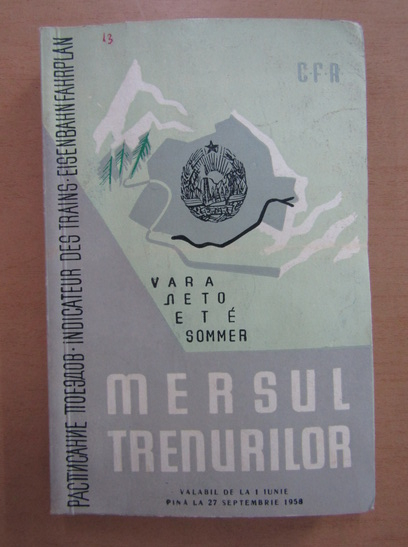 13
C·F·R
РАСПИСАНИЕ ПОЕЗДОВ · INDICATEUR DES TRAINS · EISENBAHNFAHRPLAN
VARA
ЛЕТО
ETÉ
SOMMER
MERSUL
TRENURILOR
VALABIL DE LA 1 IUNIE
PINĂ LA 27 SEPTEMBRIE 1958